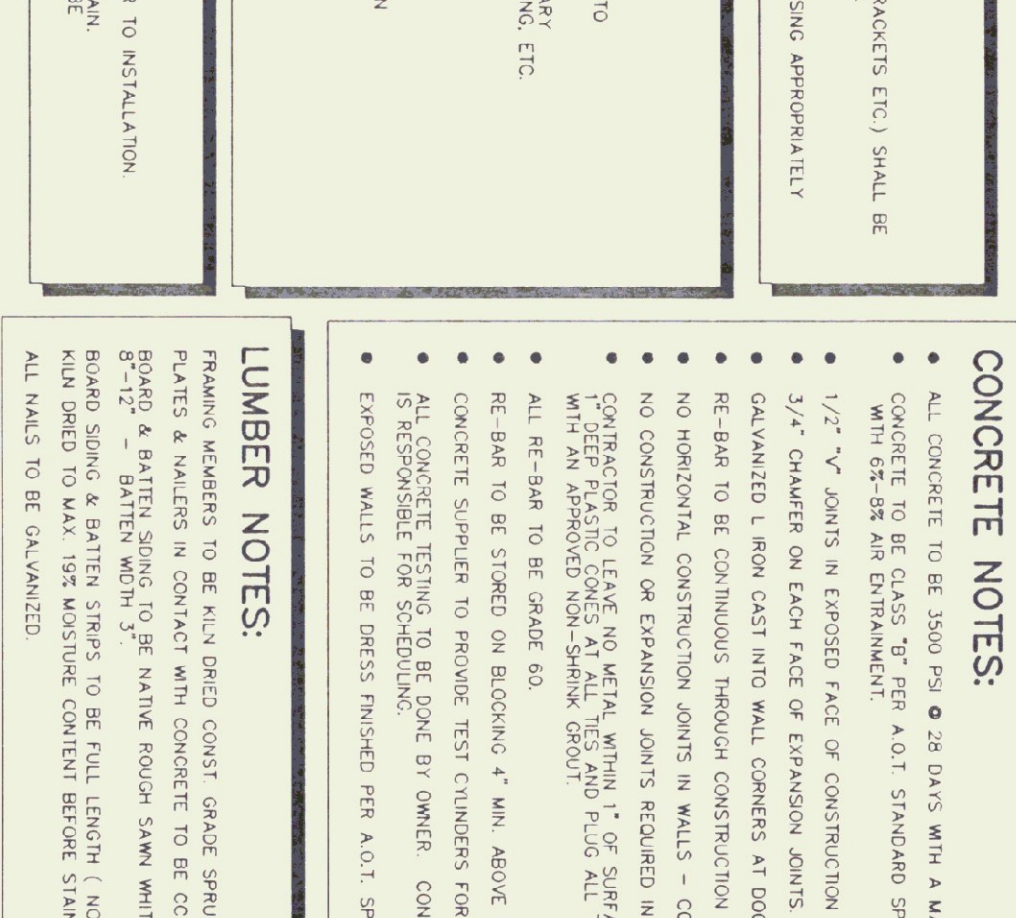 RACKETS ETC.) SHALL BE
SING APPROPRIATELY
TO
ARY
NG, ETC.
N
R TO INSTALLATION.
AIN.
BE
CONCRETE NOTES:
• ALL CONCRETE TO BE 3500 PSI @ 28 DAYS WITH A M
• CONCRETE TO BE CLASS "B" PER A.O.T. STANDARD SP
WITH 6%-8% AIR ENTRAINMENT.
• 1/2" "V" JOINTS IN EXPOSED FACE OF CONSTRUCTION
• 3/4" CHAMFER ON EACH FACE OF EXPANSION JOINTS.
• GALVANIZED L IRON CAST INTO WALL CORNERS AT DOO
• RE-BAR TO BE CONTINUOUS THROUGH CONSTRUCTION
• NO HORIZONTAL CONSTRUCTION JOINTS IN WALLS - CO
• NO CONSTRUCTION OR EXPANSION JOINTS REQUIRED IN
• CONTRACTOR TO LEAVE NO METAL WITHIN 1" OF SURFA
1" DEEP PLASTIC CONES AT ALL TIES AND PLUG ALL
WITH AN APPROVED NON-SHRINK GROUT.
• ALL RE-BAR TO BE GRADE 60.
• RE-BAR TO BE STORED ON BLOCKING 4" MIN. ABOVE
• CONCRETE SUPPLIER TO PROVIDE TEST CYLINDERS FOR
• ALL CONCRETE TESTING TO BE DONE BY OWNER. CON
IS RESPONSIBLE FOR SCHEDULING.
• EXPOSED WALLS TO BE DRESS FINISHED PER A.O.T. SP
LUMBER NOTES:
FRAMING MEMBERS TO BE KILN DRIED CONST. GRADE SPRU
PLATES & NAILERS IN CONTACT WITH CONCRETE TO BE CC
BOARD & BATTEN SIDING TO BE NATIVE ROUGH SAWN WHIT
8"-12" - BATTEN WIDTH 3".
BOARD SIDING & BATTEN STRIPS TO BE FULL LENGTH ( NO
KILN DRIED TO MAX. 19% MOISTURE CONTENT BEFORE STAIN
ALL NAILS TO BE GALVANIZED.